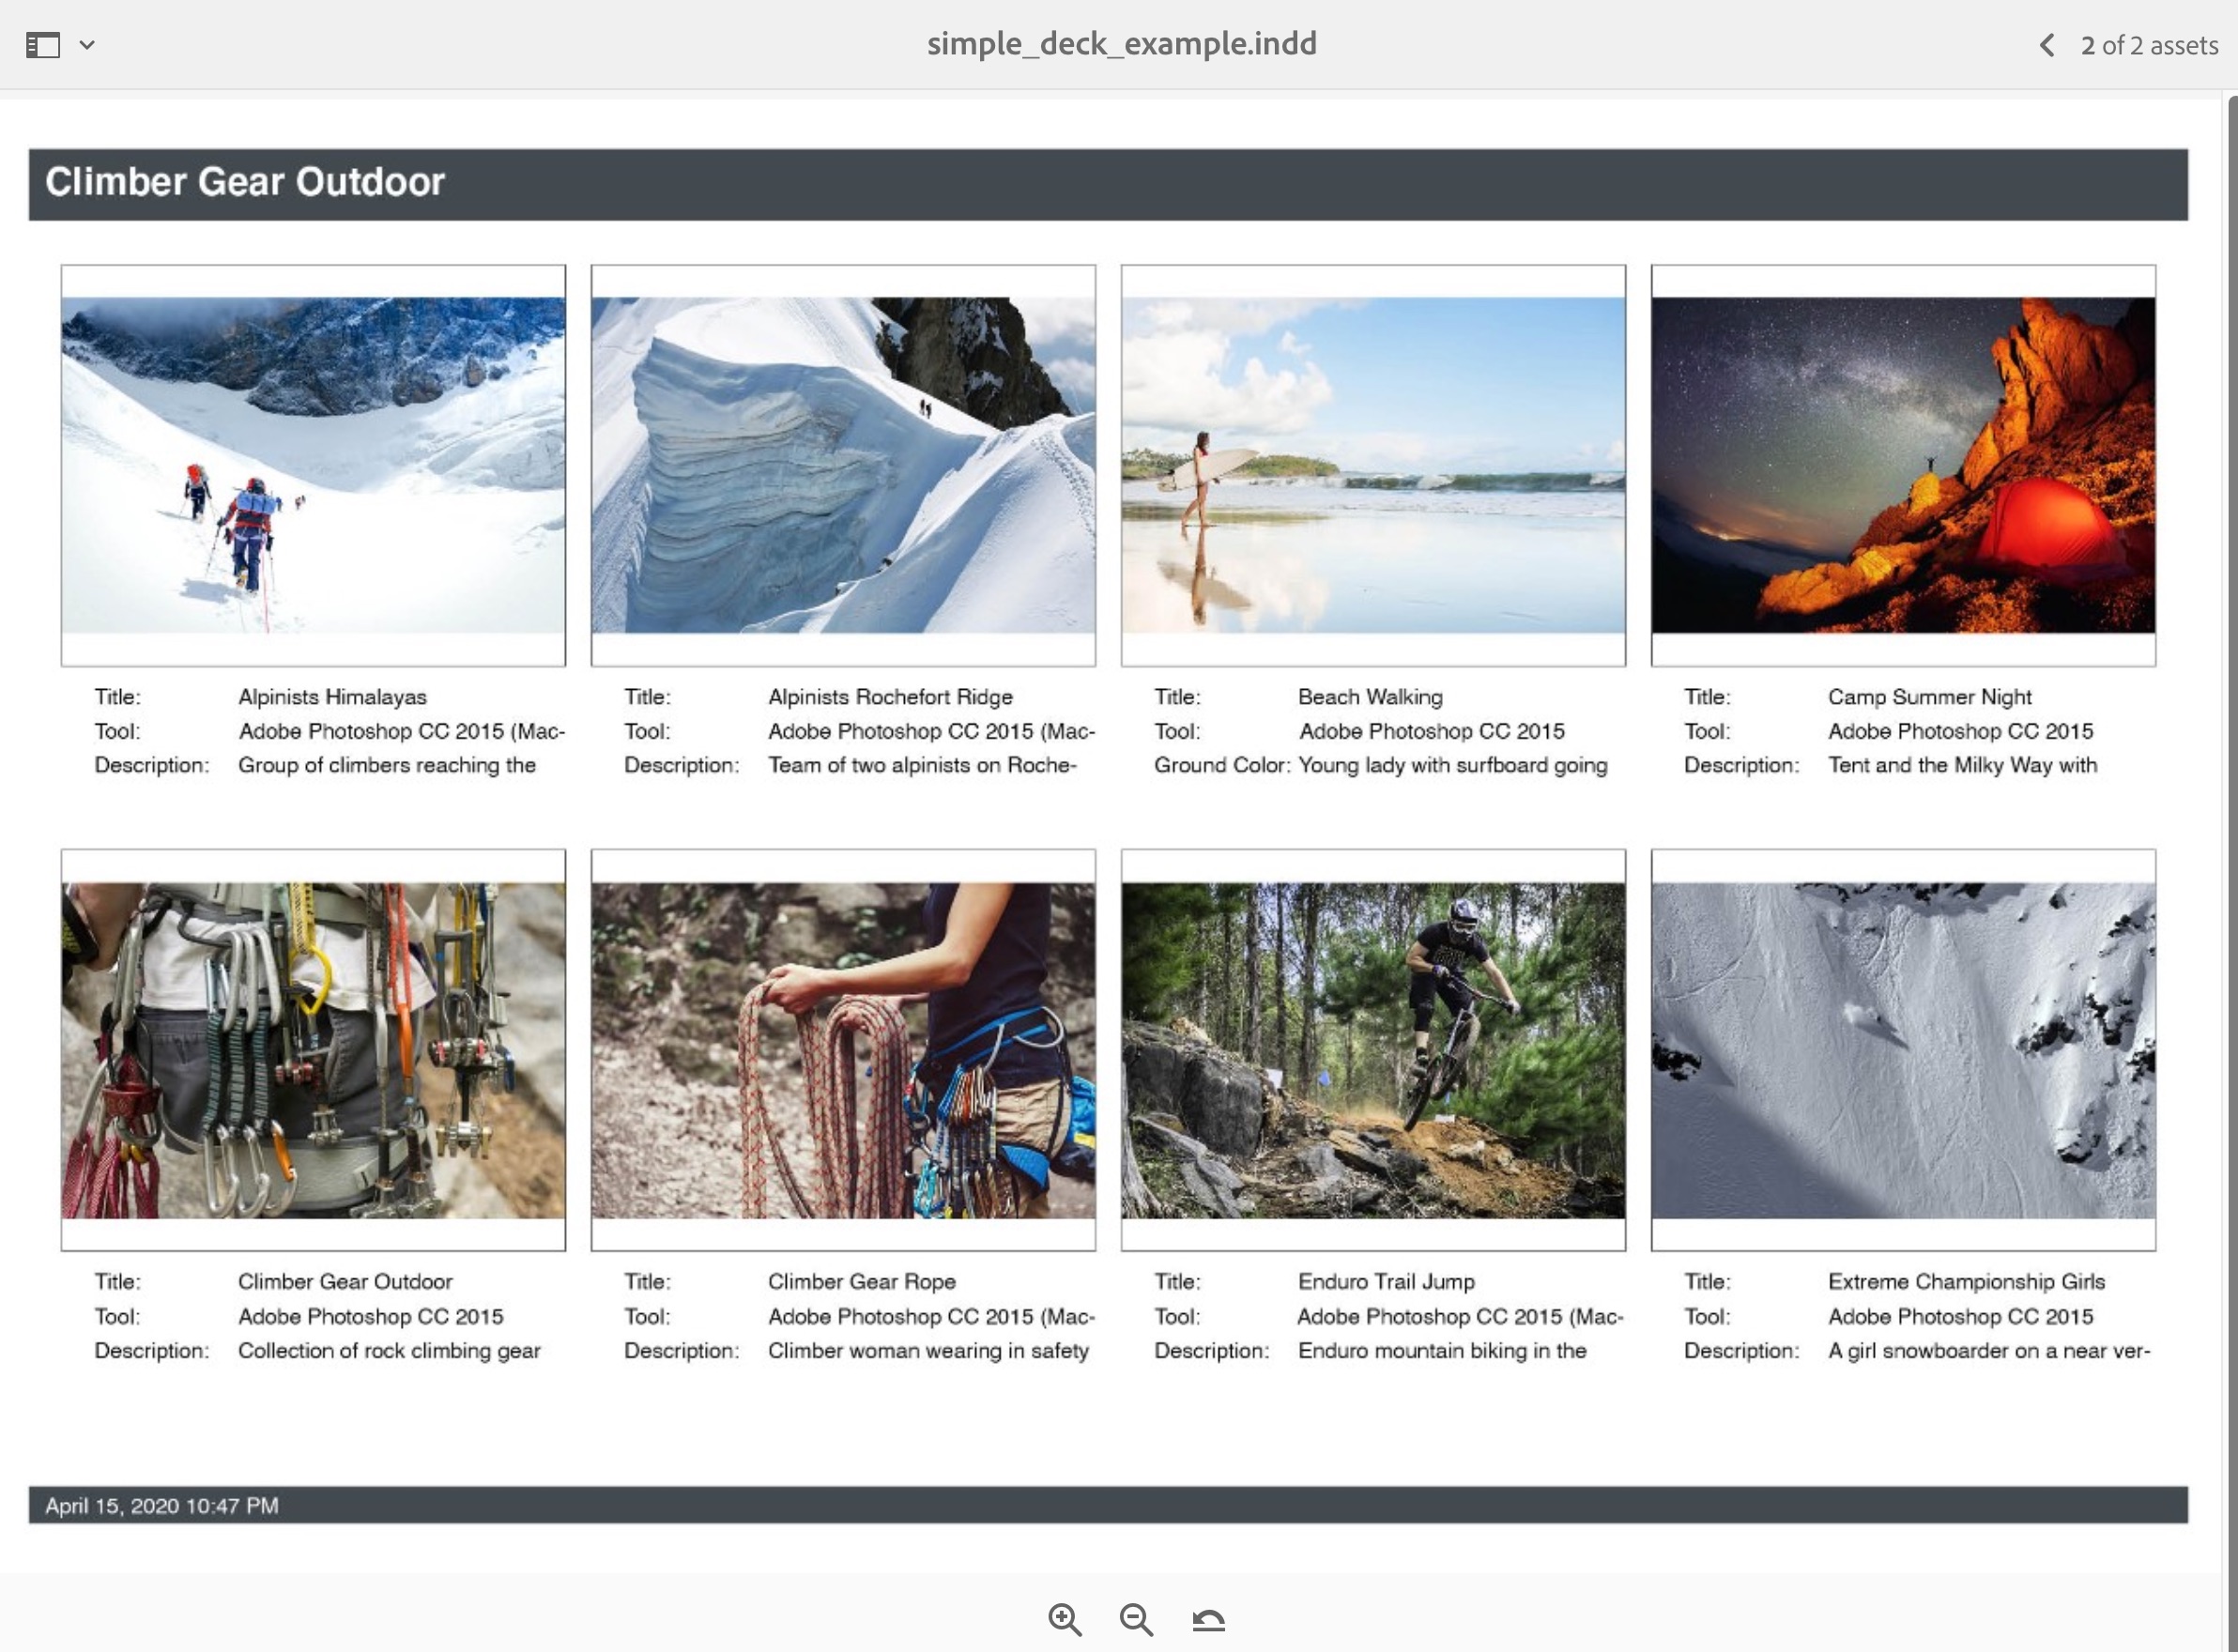 simple_deck_example.indd
2 of 2 assets
Climber Gear Outdoor
Title: Alpinists Himalayas
Tool: Adobe Photoshop CC 2015 (Mac-
Description: Group of climbers reaching the
Title: Alpinists Rochefort Ridge
Tool: Adobe Photoshop CC 2015 (Mac-
Description: Team of two alpinists on Roche-
Title: Beach Walking
Tool: Adobe Photoshop CC 2015
Ground Color: Young lady with surfboard going
Title: Camp Summer Night
Tool: Adobe Photoshop CC 2015
Description: Tent and the Milky Way with
Title: Climber Gear Outdoor
Tool: Adobe Photoshop CC 2015
Description: Collection of rock climbing gear
Title: Climber Gear Rope
Tool: Adobe Photoshop CC 2015 (Mac-
Description: Climber woman wearing in safety
Title: Enduro Trail Jump
Tool: Adobe Photoshop CC 2015 (Mac-
Description: Enduro mountain biking in the
Title: Extreme Championship Girls
Tool: Adobe Photoshop CC 2015
Description: A girl snowboarder on a near ver-
April 15, 2020 10:47 PM